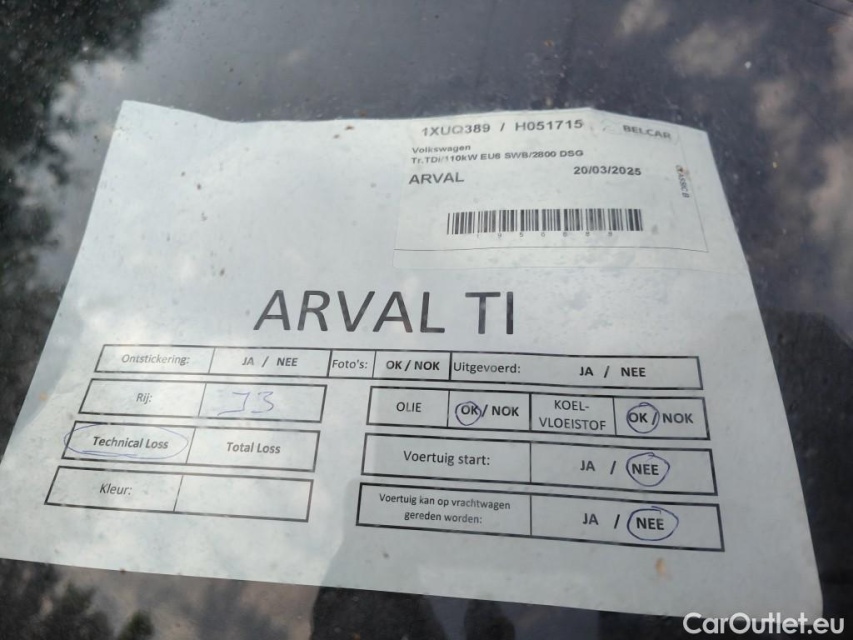 1XUQ389 / H051715
BELCAR
Volkswagen
Tr.TDI/110kW EU6 SWB/2800 DSG
ARVAL
20/03/2025
ARVAL TI
Ontstickering: JA / NEE Foto's: OK / NOK Uitgevoerd: JA / NEE
Rij: J3
OLIE OK / NOK KOEL-VLOEISTOF OK / NOK
Technical Loss Total Loss
Voertuig start: JA / NEE
Kleur:
Voertuig kan op vrachtwagen
gereden worden: JA / NEE
CarOutlet.eu